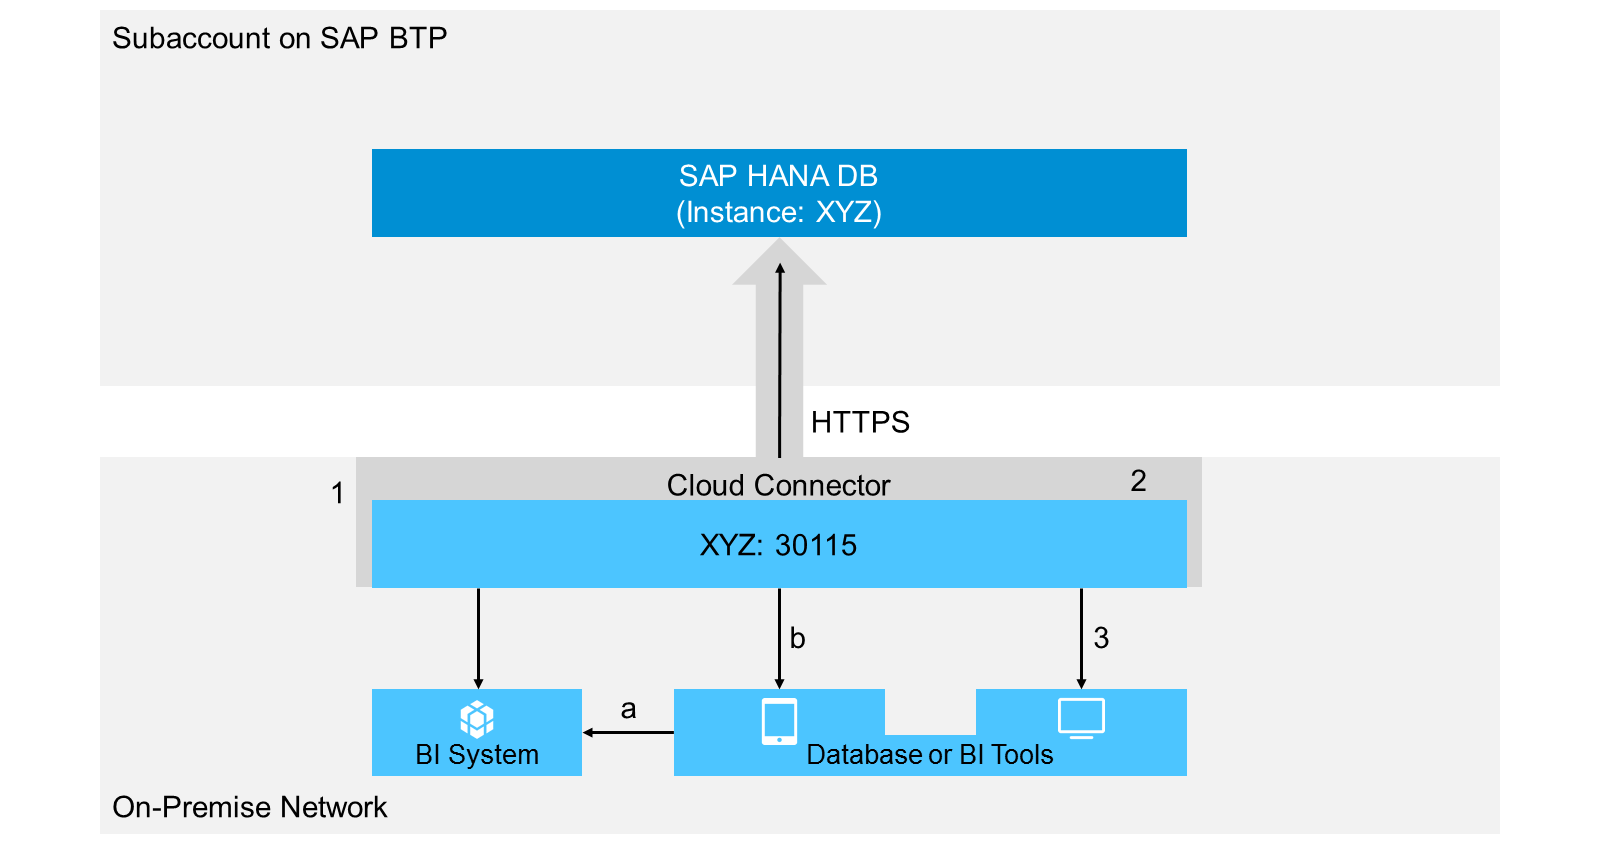 Subaccount on SAP BTP
SAP HANA DB
(Instance: XYZ)
HTTPS
1
Cloud Connector
2
XYZ: 30115
b
3
a
BI System
Database or BI Tools
On-Premise Network